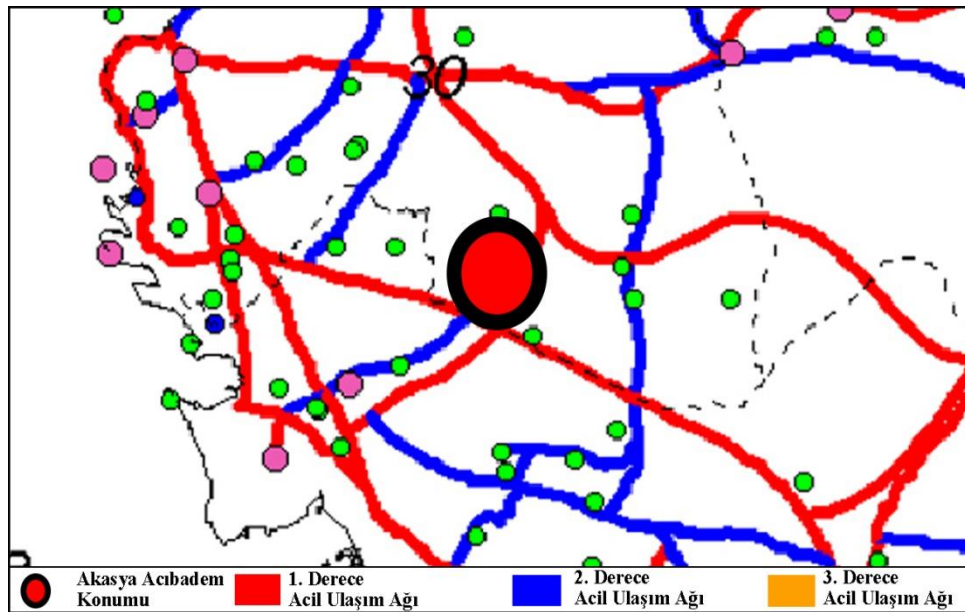 30
Akasya Acıbadem
Konumu
1. Derece
Acil Ulaşım Ağı
2. Derece
Acil Ulaşım Ağı
3. Derece
Acil Ulaşım Ağı